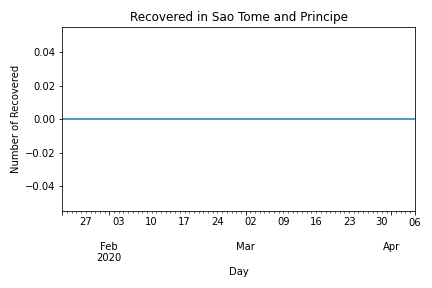 Recovered in Sao Tome and Principe
Number of Recovered
0.04
0.02
0.00
−0.02
−0.04
27 03 10 17 24 02 09 16 23 30 06
Feb Mar Apr
2020
Day